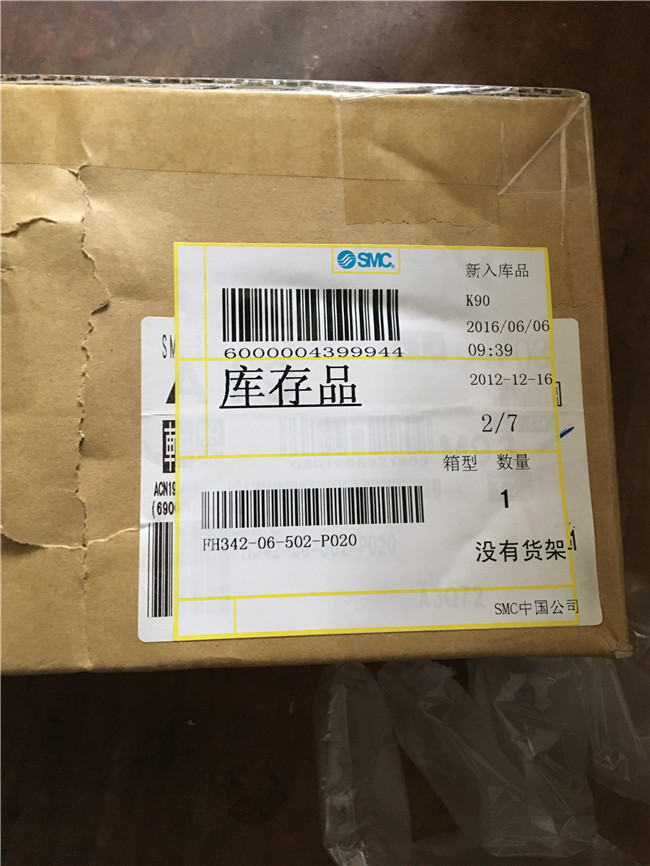 SMC
新入库品
K90
2016/06/06
09:39
6000004399944
库存品
2012-12-16
2/7
箱型 数量
1
FH342-06-502-P020
没有货架
SMC中国公司
ACN19
(690